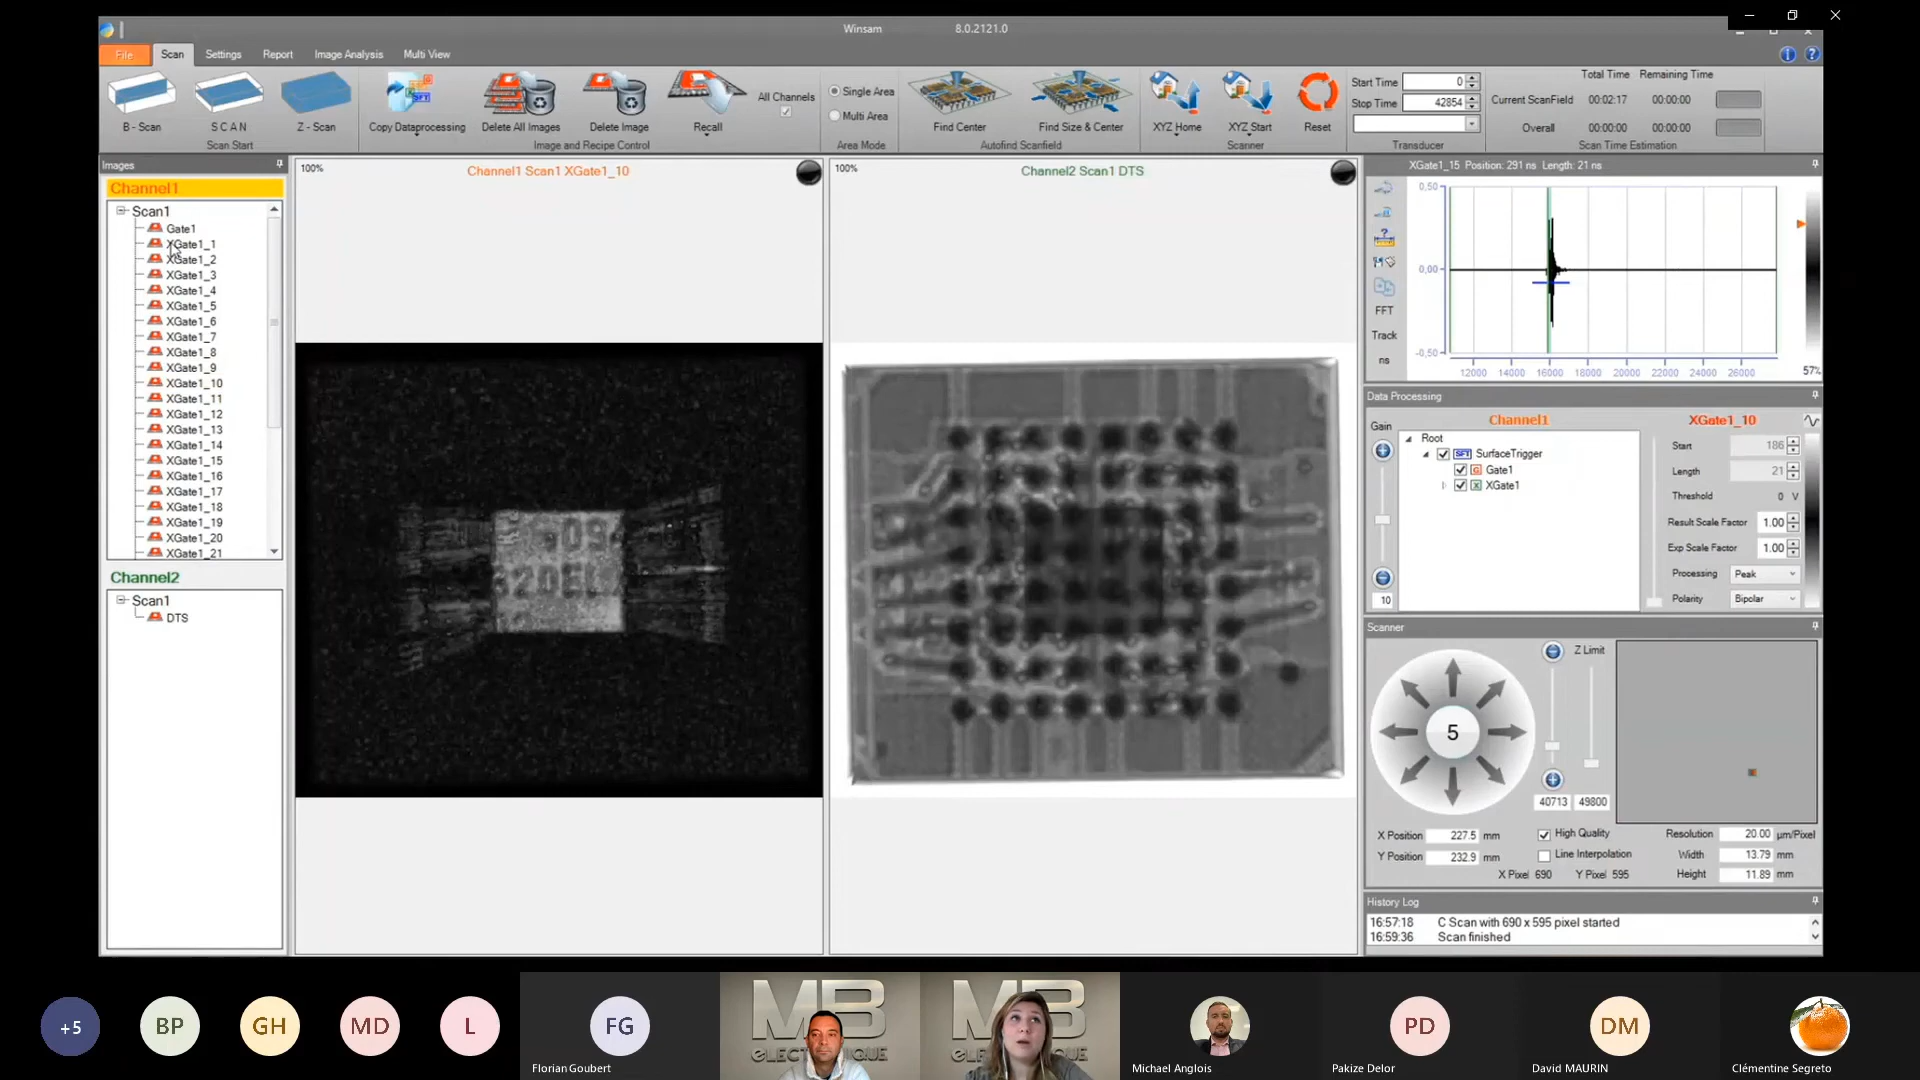 Winsam 8.0.2121.0
File Scan Settings Report Image Analysis Multi View
B - Scan
S C A N
Z - Scan
Scan Start
Copy Dataprocessing
Delete All Images
Delete Image
Recall
All Channels
Image and Recipe Control
Single Area
Multi Area
Area Mode
Find Center
Find Size & Center
Autofind Scanfield
XYZ Home
XYZ Start
Reset
Scanner
Start Time 0
Stop Time 42854
Transducer
Total Time Remaining Time
Current ScanField 00:02:17 00:00:00
Overall 00:00:00 00:00:00
Scan Time Estimation
Images
Channel1
Scan1
Gate1
XGate1_1
XGate1_2
XGate1_3
XGate1_4
XGate1_5
XGate1_6
XGate1_7
XGate1_8
XGate1_9
XGate1_10
XGate1_11
XGate1_12
XGate1_13
XGate1_14
XGate1_15
XGate1_16
XGate1_17
XGate1_18
XGate1_19
XGate1_20
XGate1_21
Channel2
Scan1
DTS
100% Channel1 Scan1 XGate1_10
100% Channel2 Scan1 DTS
XGate1_15 Position: 291 ns Length: 21 ns
FFT
Track
ns
0,50
0,00
-0,50
12000 14000 16000 18000 20000 22000 24000 26000
57%
Data Processing
Gain
10
Channel1
Root
SFT SurfaceTrigger
G Gate1
X XGate1
XGate1_10
Start 186
Length 21
Threshold 0 V
Result Scale Factor 1.00
Exp Scale Factor 1.00
Processing Peak
Polarity Bipolar
Scanner
5
Z Limit
40713 49800
X Position 227.5 mm
Y Position 232.9 mm
High Quality
Line Interpolation
X Pixel 690 Y Pixel 595
Resolution 20.00 µm/Pixel
Width 13.79 mm
Height 11.89 mm
History Log
16:57:18 C Scan with 690 x 595 pixel started
16:59:36 Scan finished
+5
BP
GH
MD
L
FG
Florian Goubert
MB
MB
Michael Anglois
PD
Pakize Delor
DM
David MAURIN
Clémentine Segreto